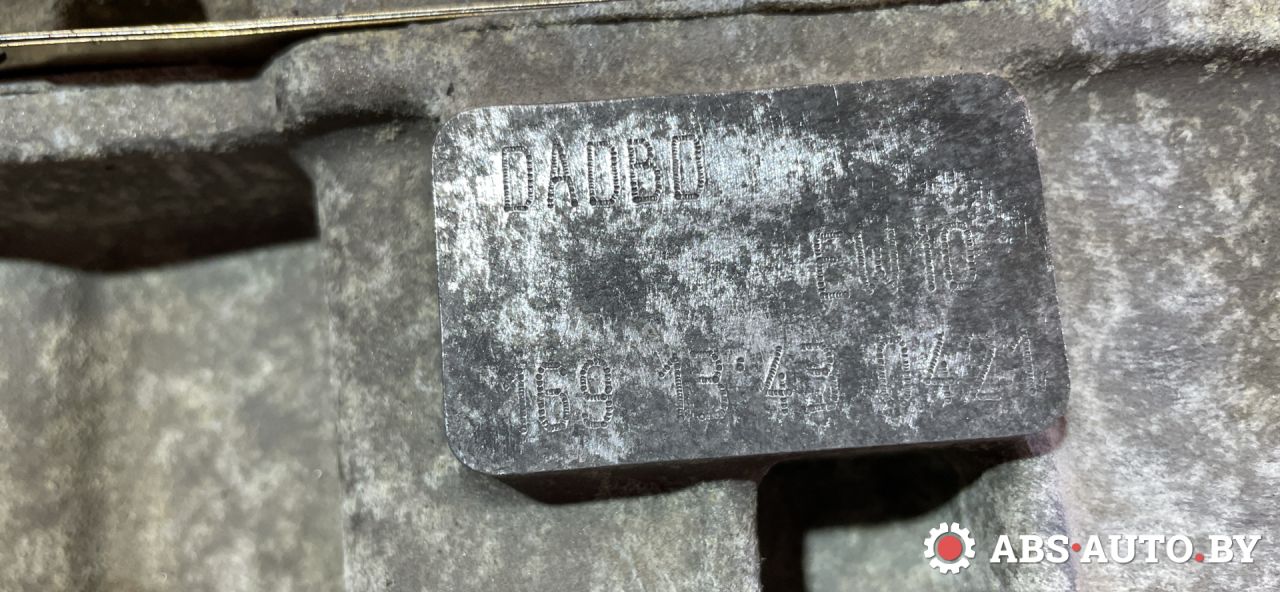 DADBD
EW10
169 13:43 0421
ABS-AUTO.BY